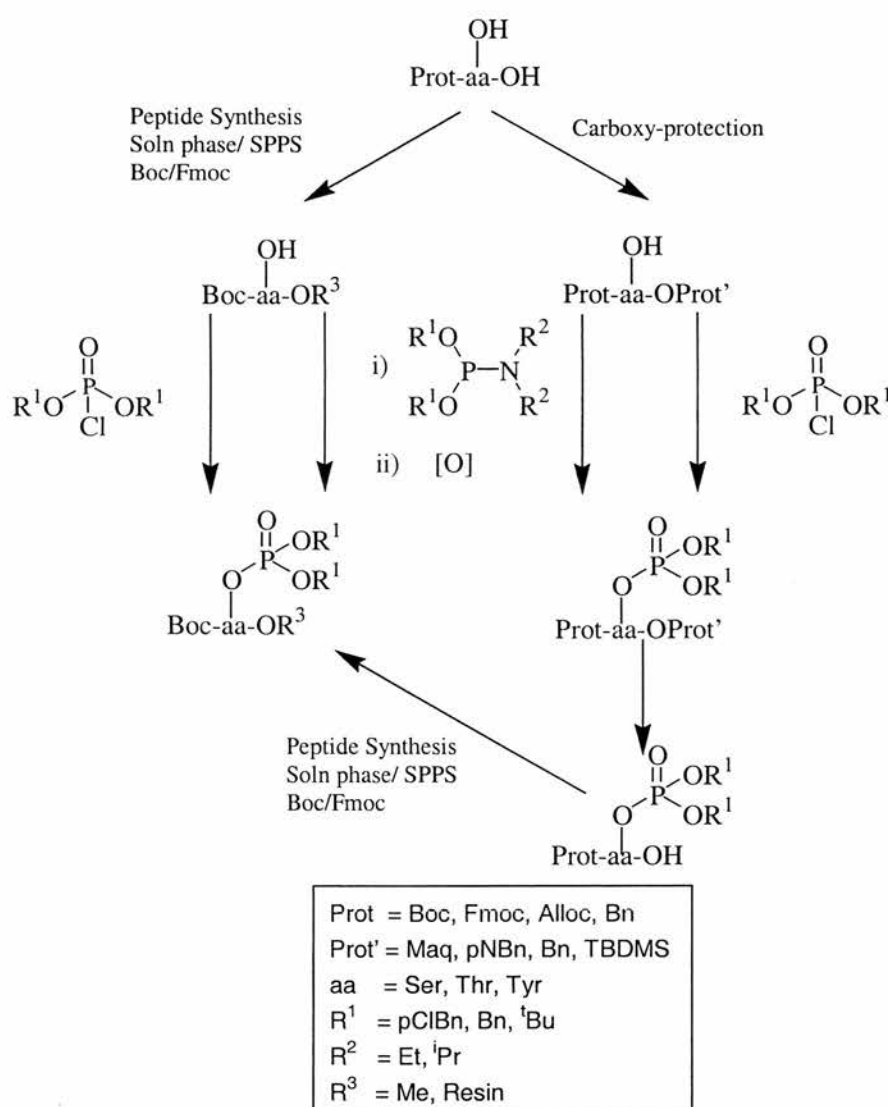 OH
Prot-aa-OH
Peptide Synthesis
Soln phase/ SPPS
Boc/Fmoc
Carboxy-protection
OH
Boc-aa-OR³
OH
Prot-aa-OProt’
O
R¹O P OR¹
Cl
i)
R¹O R²
P—N
R¹O R²
ii) [O]
O
R¹O P OR¹
Cl
O
P OR¹
O OR¹
Boc-aa-OR³
O
P OR¹
O OR¹
Prot-aa-OProt’
Peptide Synthesis
Soln phase/ SPPS
Boc/Fmoc
O
P OR¹
O OR¹
Prot-aa-OH
Prot = Boc, Fmoc, Alloc, Bn
Prot’ = Maq, pNBn, Bn, TBDMS
aa = Ser, Thr, Tyr
R¹ = pClBn, Bn, ᵗBu
R² = Et, ⁱPr
R³ = Me, Resin